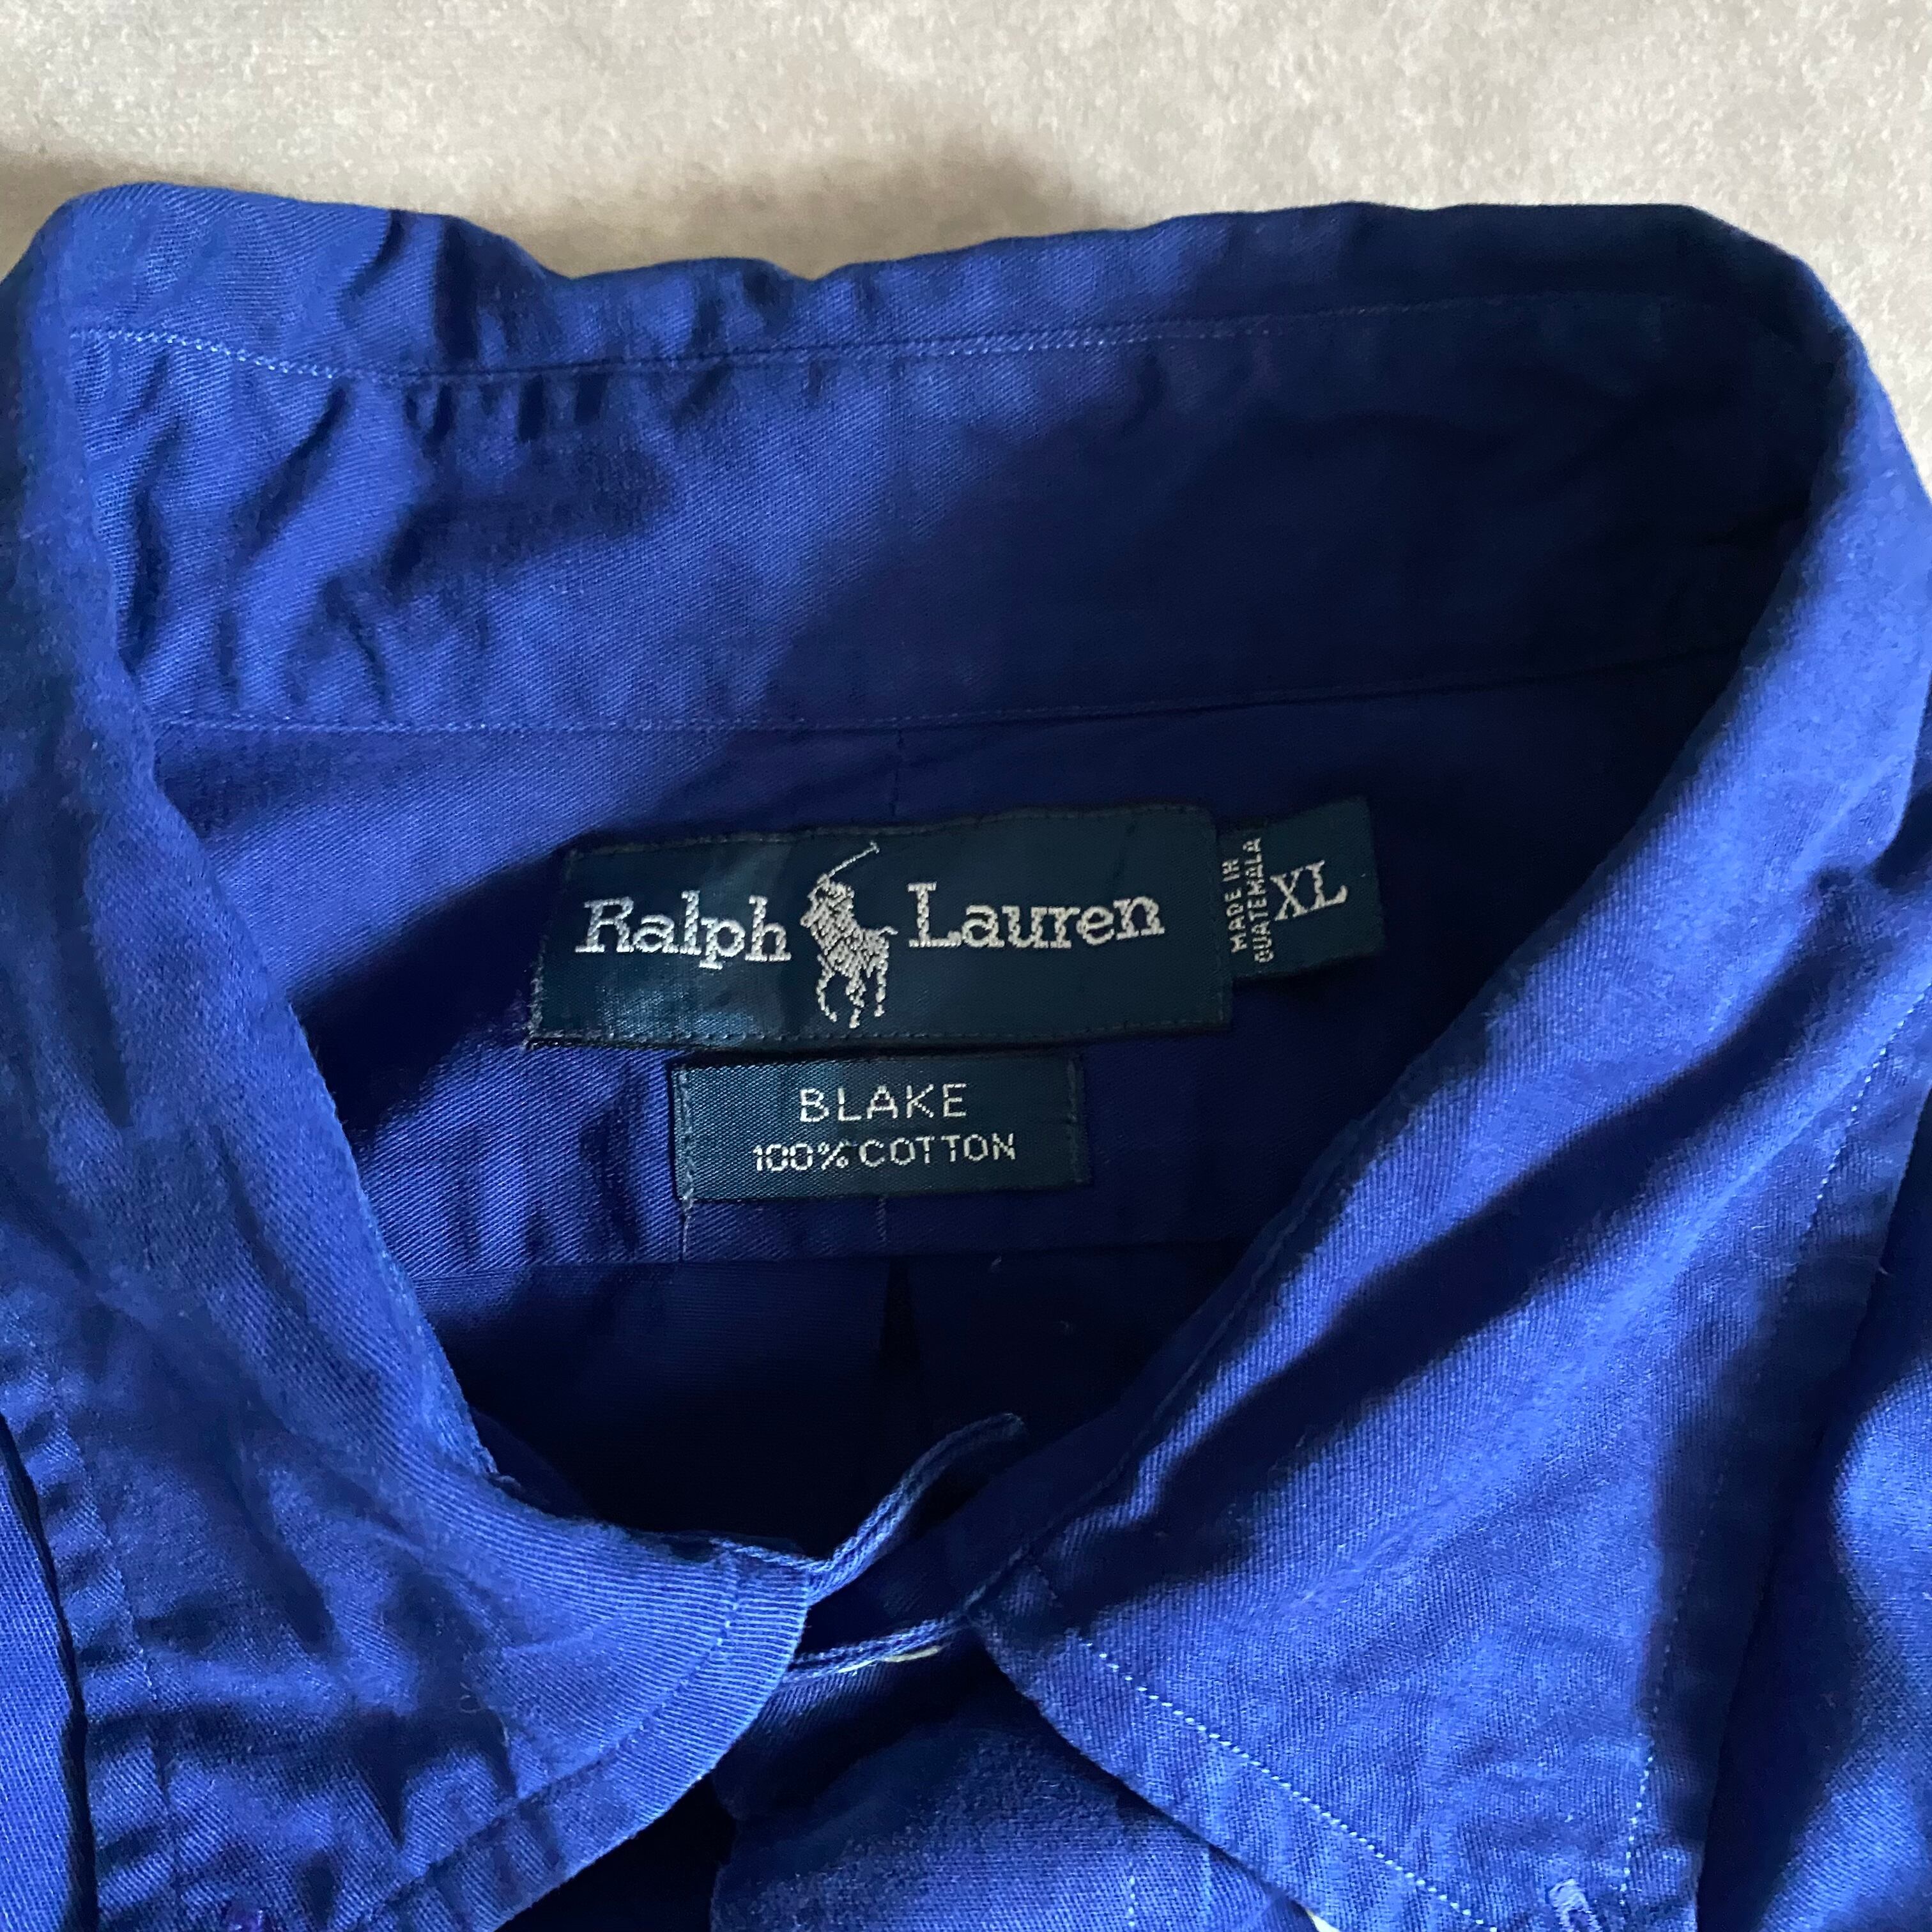 Ralph Lauren
MADE IN
GUATEMALA
XL
BLAKE
100% COTTON